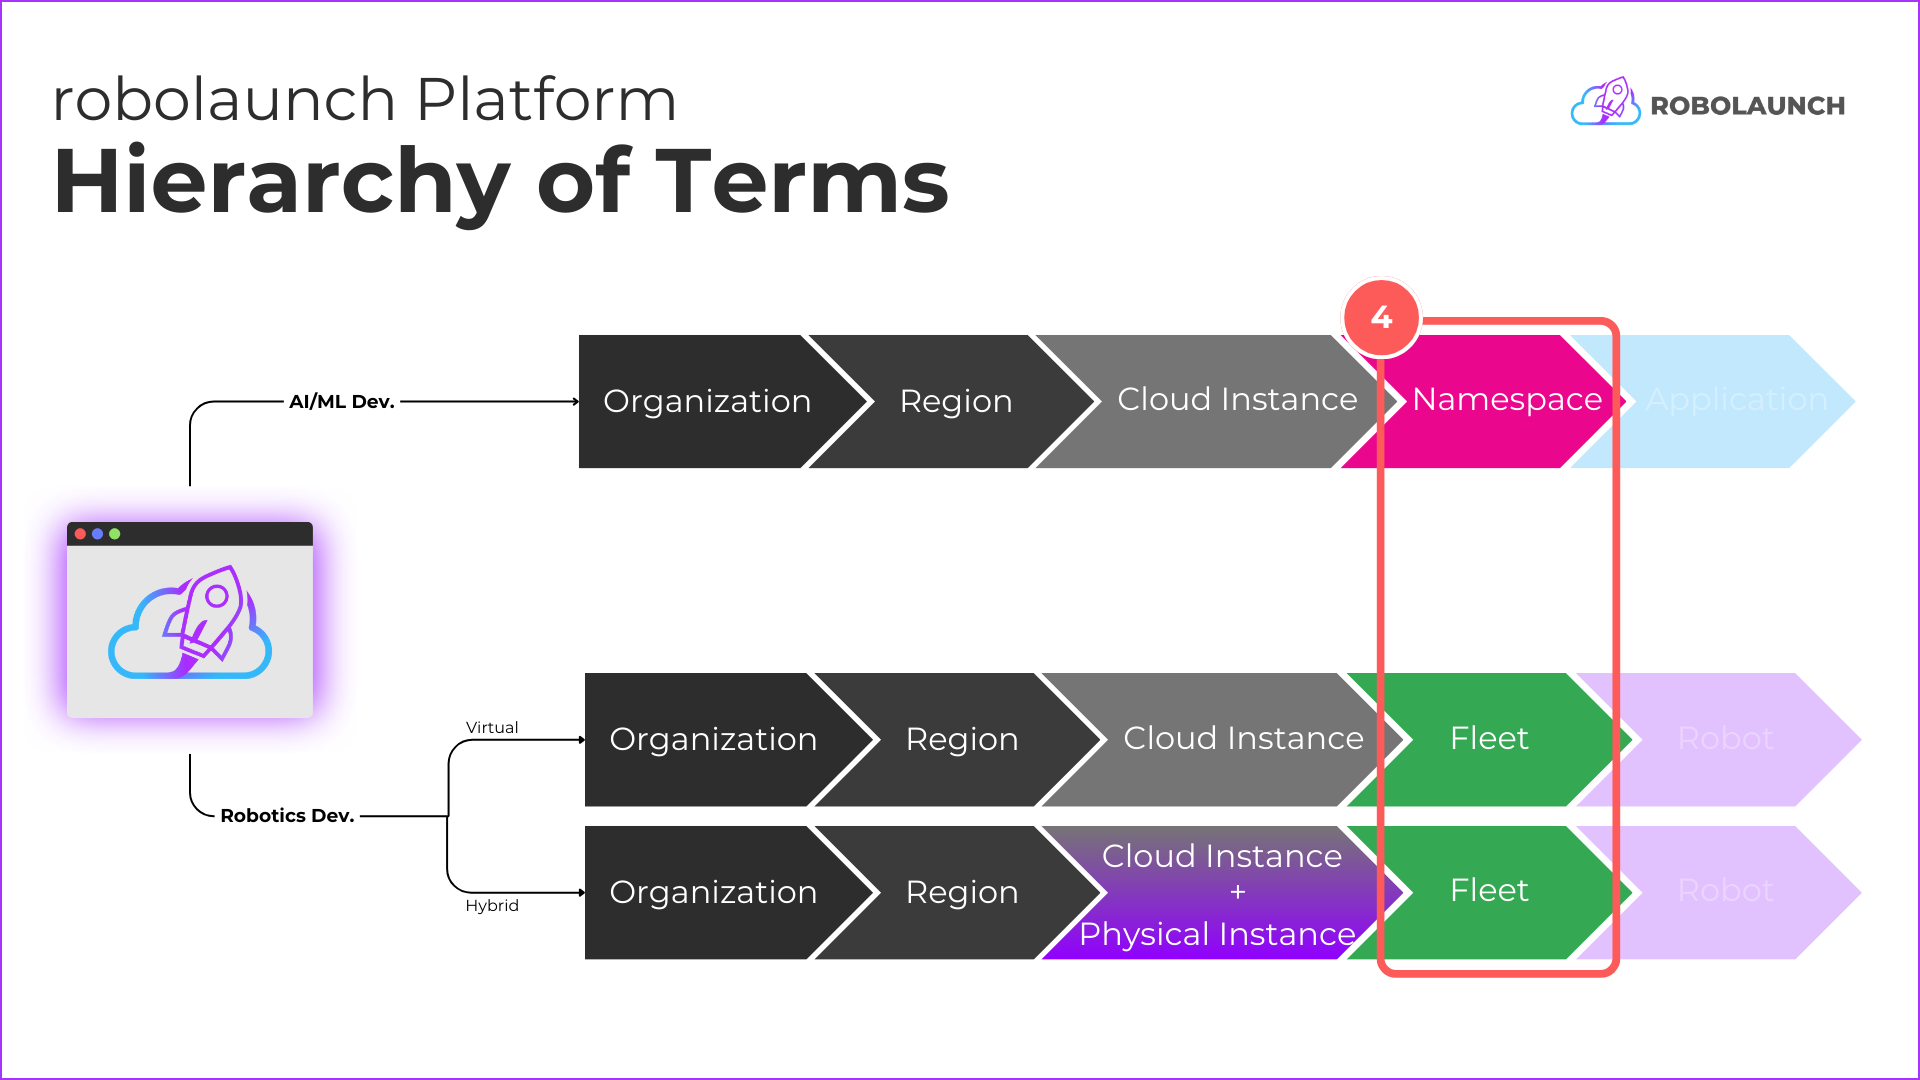 robolaunch Platform
Hierarchy of Terms
ROBOLAUNCH
4
AI/ML Dev.
Organization
Region
Cloud Instance
Namespace
Application
Virtual
Organization
Region
Cloud Instance
Fleet
Robot
Robotics Dev.
Hybrid
Organization
Region
Cloud Instance
+
Physical Instance
Fleet
Robot